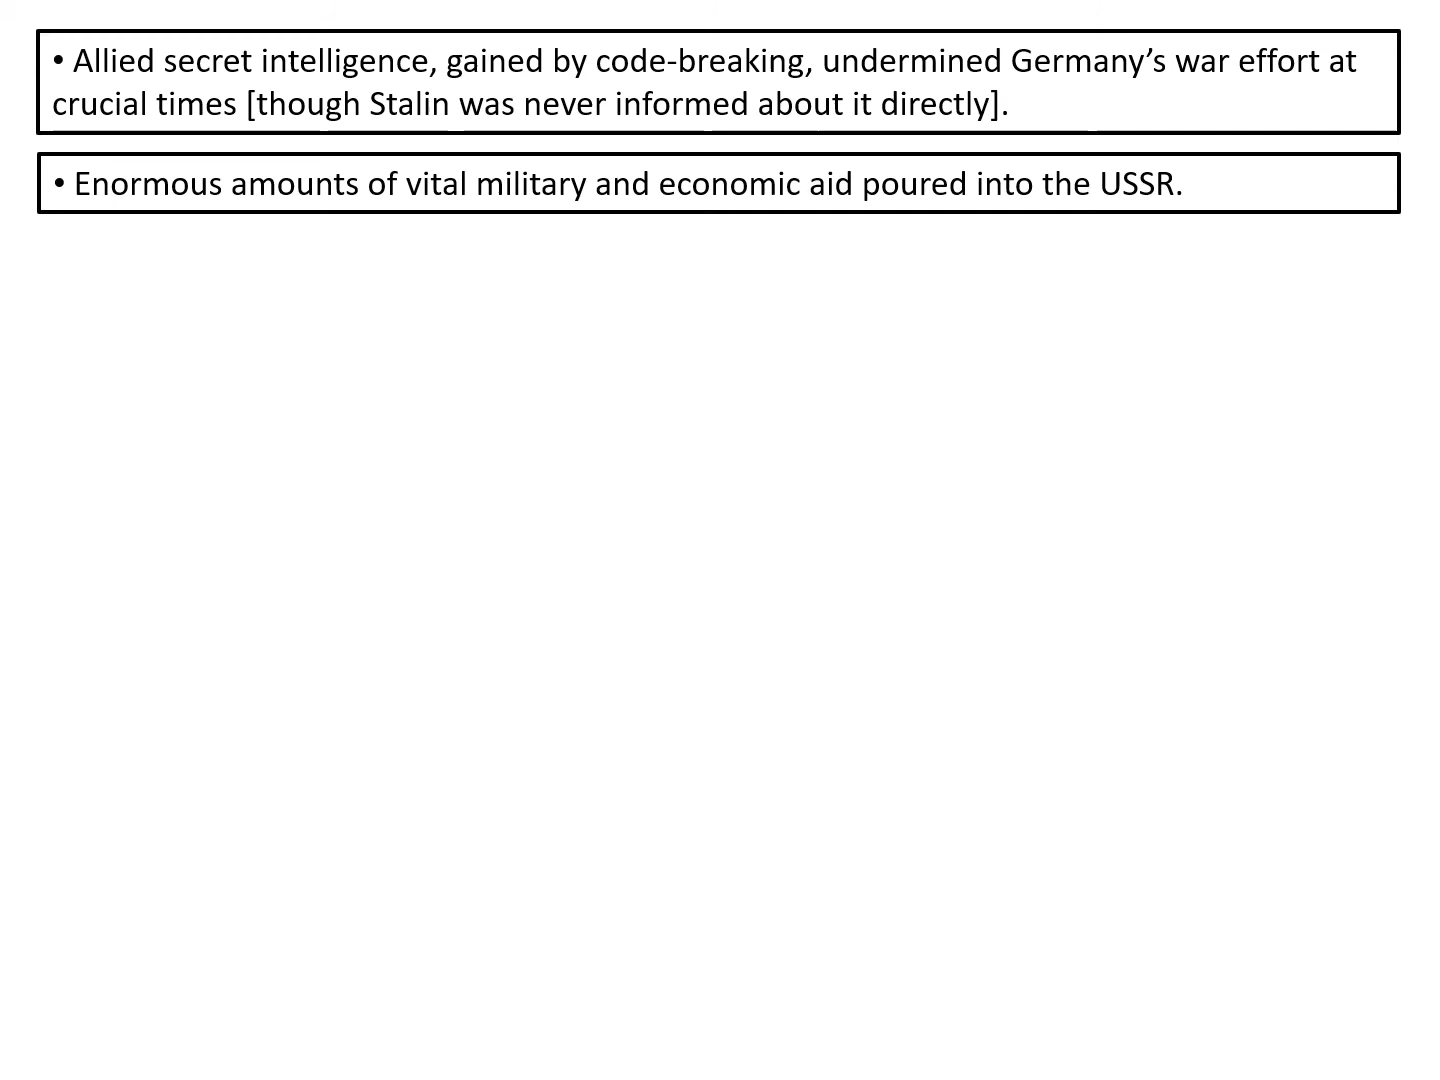 • Allied secret intelligence, gained by code-breaking, undermined Germany’s war effort at
crucial times [though Stalin was never informed about it directly].
• Enormous amounts of vital military and economic aid poured into the USSR.